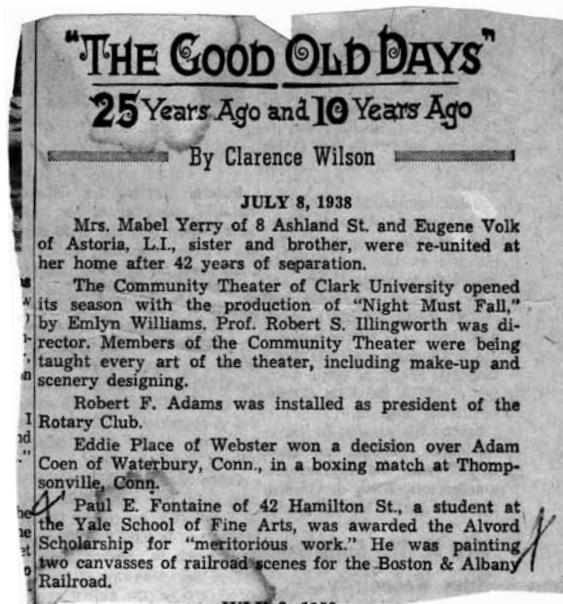 "THE GOOD OLD DAYS"
25 Years Ago and 10 Years Ago
By Clarence Wilson
JULY 8, 1938
Mrs. Mabel Yerry of 8 Ashland St. and Eugene Volk
of Astoria, L.I., sister and brother, were re-united at
her home after 42 years of separation.
The Community Theater of Clark University opened
its season with the production of "Night Must Fall,"
by Emlyn Williams. Prof. Robert S. Illingworth was di-
rector. Members of the Community Theater were being
taught every art of the theater, including make-up and
scenery designing.
Robert F. Adams was installed as president of the
Rotary Club.
Eddie Place of Webster won a decision over Adam
Coen of Waterbury, Conn., in a boxing match at Thomp-
sonville, Conn.
Paul E. Fontaine of 42 Hamilton St., a student at
the Yale School of Fine Arts, was awarded the Alvord
Scholarship for "meritorious work." He was painting
two canvasses of railroad scenes for the Boston & Albany
Railroad.